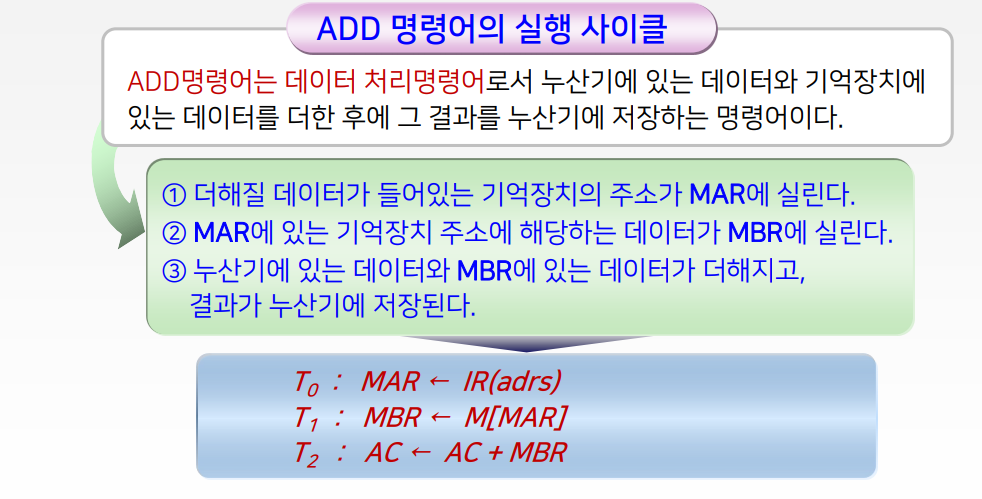 ADD 명령어의 실행 사이클
ADD명령어는 데이터 처리명령어로서 누산기에 있는 데이터와 기억장치에
있는 데이터를 더한 후에 그 결과를 누산기에 저장하는 명령어이다.
① 더해질 데이터가 들어있는 기억장치의 주소가 MAR에 실린다.
② MAR에 있는 기억장치 주소에 해당하는 데이터가 MBR에 실린다.
③ 누산기에 있는 데이터와 MBR에 있는 데이터가 더해지고,
결과가 누산기에 저장된다.
T₀ : MAR ← IR(adrs)
T₁ : MBR ← M[MAR]
T₂ : AC ← AC + MBR